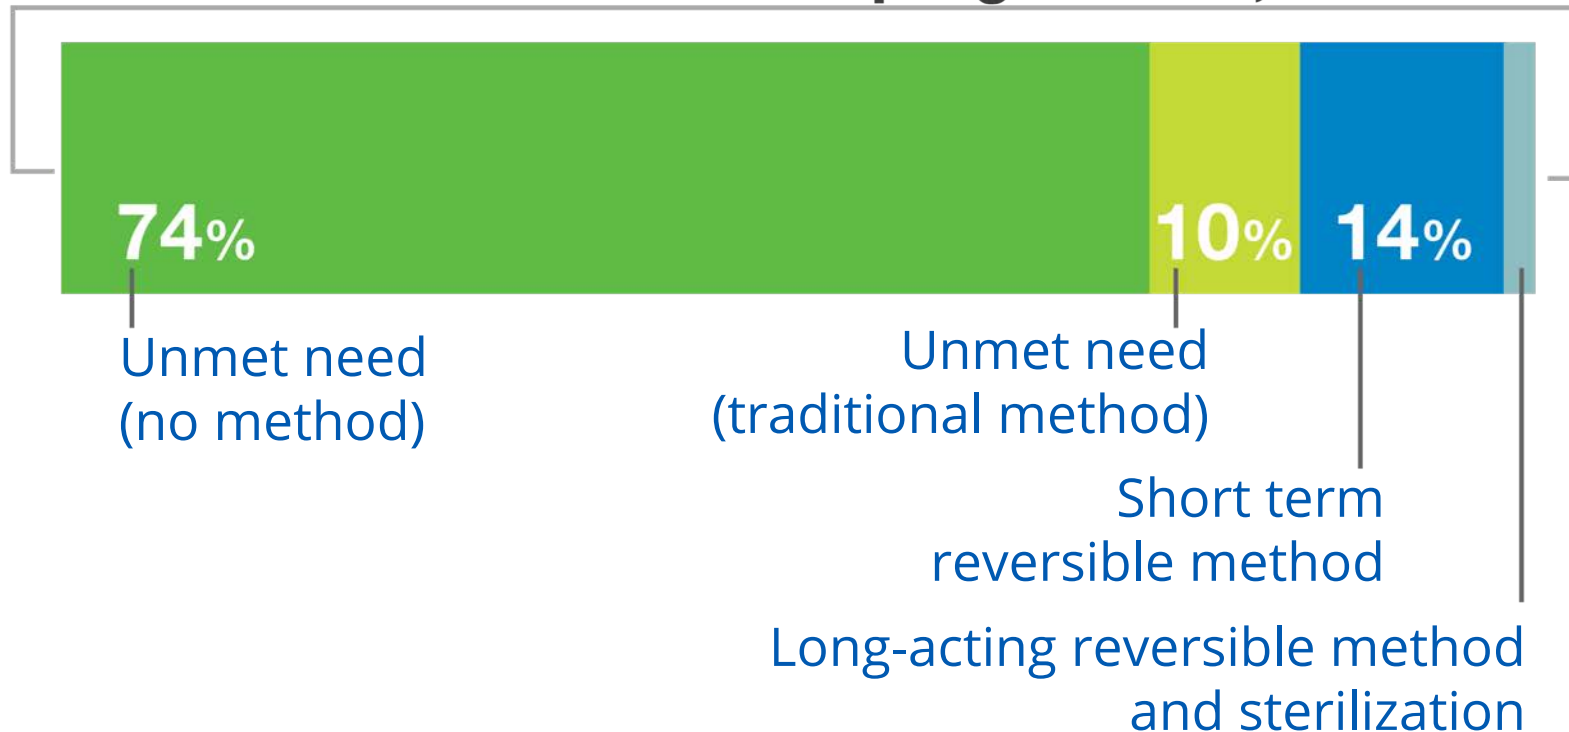 74% 10% 14%
Unmet need
(no method)
Unmet need
(traditional method)
Short term
reversible method
Long-acting reversible method
and sterilization